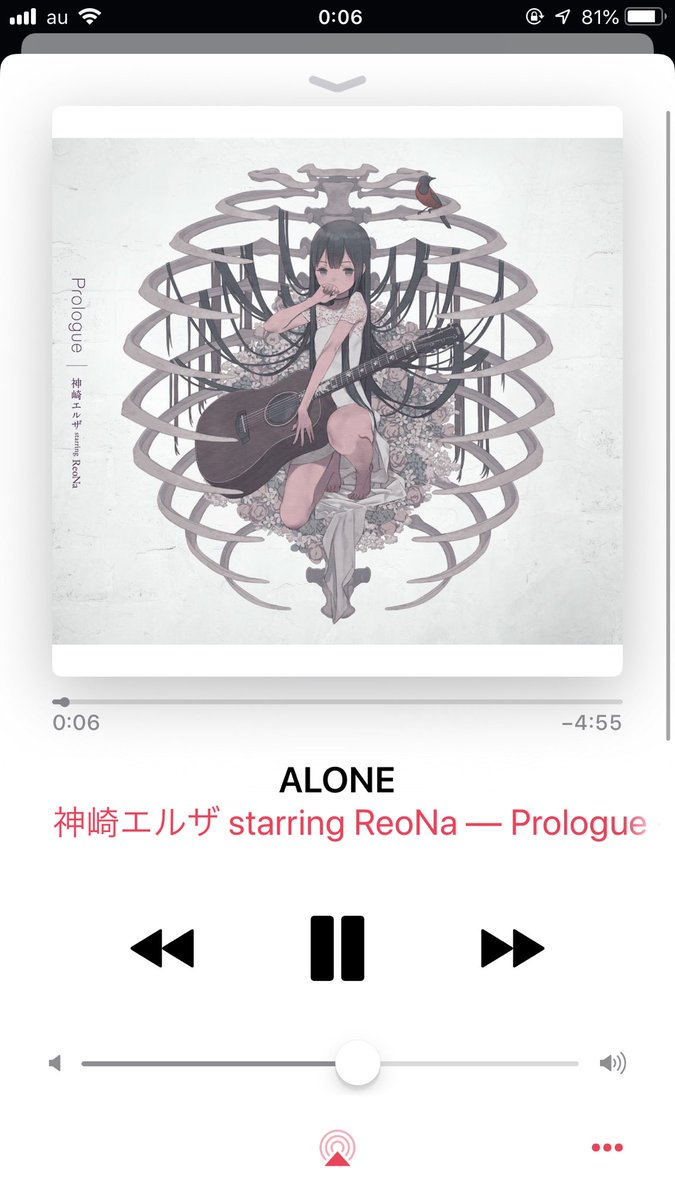 au
0:06
81%
Prologue
神崎エルザ starring ReoNa
0:06
−4:55
ALONE
神崎エルザ starring ReoNa — Prologue